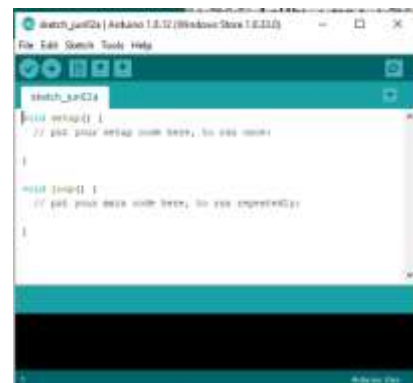 sketch_jun02a | Arduino 1.8.12 (Windows Store 1.8.33.0)
File Edit Sketch Tools Help
sketch_jun02a
void setup() {
// put your setup code here, to run once:
}
void loop() {
// put your main code here, to run repeatedly:
}
1